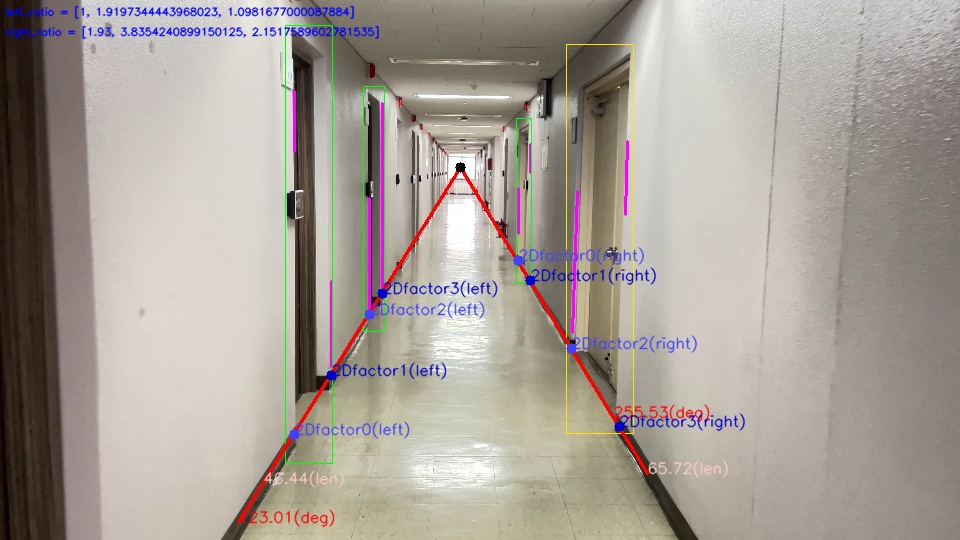 left_ratio = [1, 1.9197344443968023, 1.0981677000087884]
right_ratio = [1.93, 3.8354240899150125, 2.1517589602781535]
2Dfactor0(right)
2Dfactor1(right)
2Dfactor3(left)
2Dfactor2(left)
2Dfactor2(right)
2Dfactor1(left)
255.53(deg)
2Dfactor3(right)
2Dfactor0(left)
65.72(len)
46.44(len)
23.01(deg)